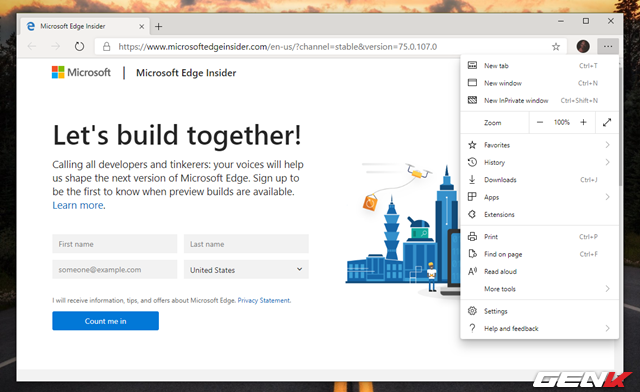 Microsoft Edge Insider
https://www.microsoftedgeinsider.com/en-us/?channel=stable&version=75.0.107.0
Microsoft | Microsoft Edge Insider
Let's build together!
Calling all developers and tinkerers: your voices will help
us shape the next version of Microsoft Edge. Sign up to
be the first to know when preview builds are available.
Learn more.
First name
Last name
someone@example.com
United States
I will receive information, tips, and offers about Microsoft Edge. Privacy Statement.
Count me in
New tab Ctrl+T
New window Ctrl+N
New InPrivate window Ctrl+Shift+N
Zoom − 100% +
Favorites
History
Downloads Ctrl+J
Apps
Extensions
Print Ctrl+P
Find on page Ctrl+F
Read aloud
More tools
Settings
Help and feedback
GENK